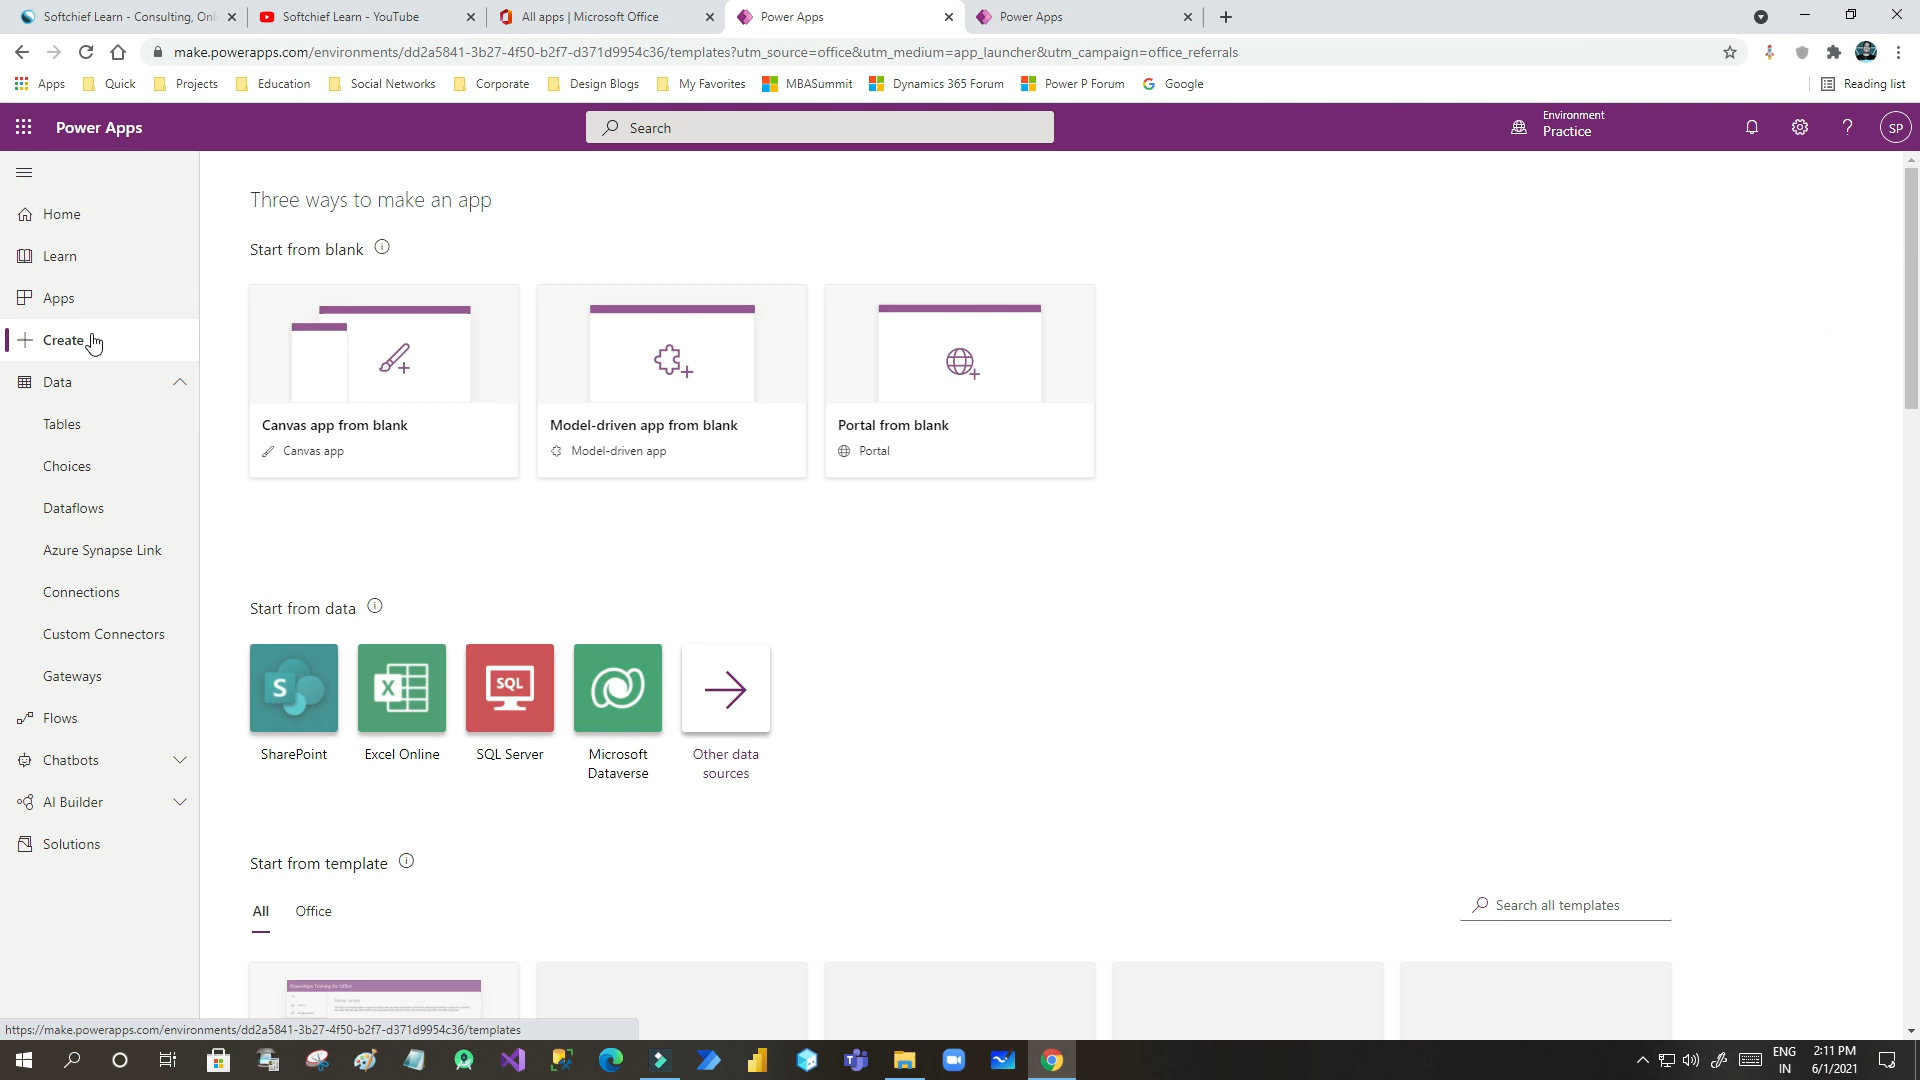 Softchief Learn - Consulting, Onl
Softchief Learn - YouTube
All apps | Microsoft Office
Power Apps
Power Apps
make.powerapps.com/environments/dd2a5841-3b27-4f50-b2f7-d371d9954c36/templates?utm_source=office&utm_medium=app_launcher&utm_campaign=office_referrals
Apps
Quick
Projects
Education
Social Networks
Corporate
Design Blogs
My Favorites
MBASummit
Dynamics 365 Forum
Power P Forum
Google
Reading list
Power Apps
Search
Environment
Practice
SP
Home
Learn
Apps
Create
Data
Tables
Choices
Dataflows
Azure Synapse Link
Connections
Custom Connectors
Gateways
Flows
Chatbots
AI Builder
Solutions
Three ways to make an app
Start from blank
Canvas app from blank
Canvas app
Model-driven app from blank
Model-driven app
Portal from blank
Portal
Start from data
S
X
SQL
SharePoint
Excel Online
SQL Server
Microsoft
Dataverse
Other data
sources
Start from template
All
Office
Search all templates
PowerApps Training for Office
https://make.powerapps.com/environments/dd2a5841-3b27-4f50-b2f7-d371d9954c36/templates
ENG
IN
2:11 PM
6/1/2021